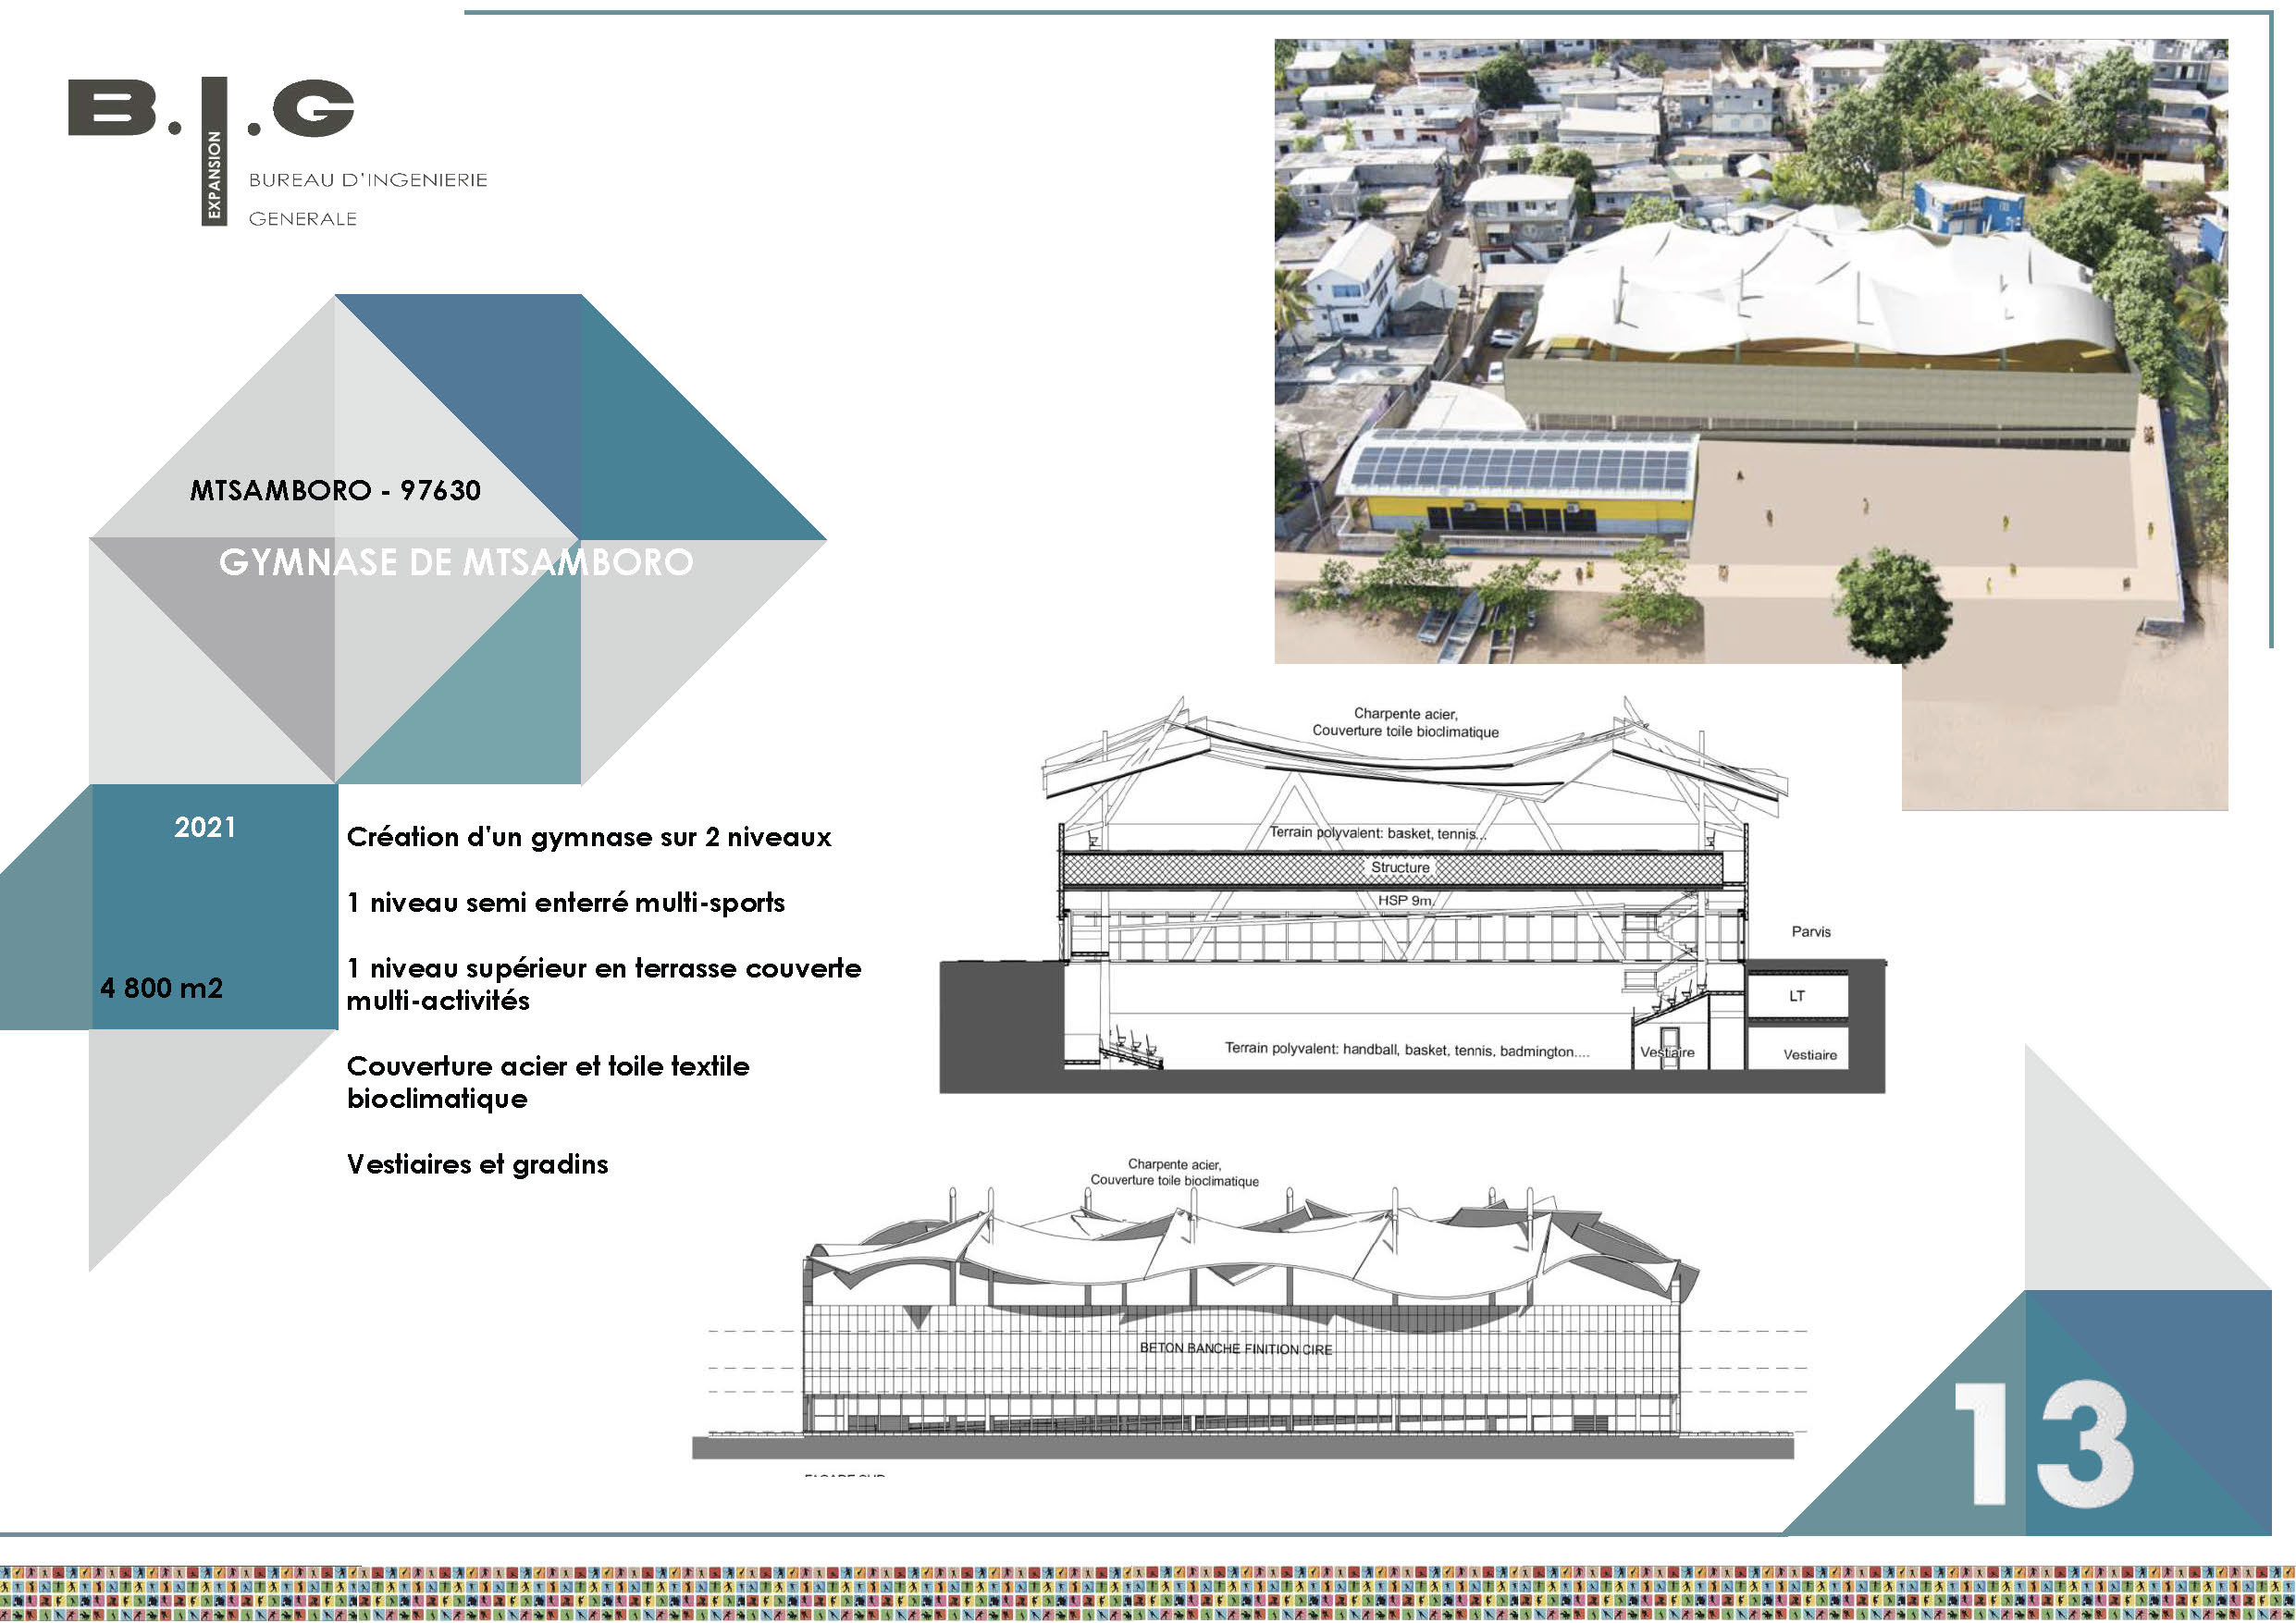 B.I.G
EXPANSION
BUREAU D'INGENIERIE
GENERALE
MTSAMBORO - 97630
GYMNASE DE MTSAMBORO
2021
4 800 m2
Création d'un gymnase sur 2 niveaux
1 niveau semi enterré multi-sports
1 niveau supérieur en terrasse couverte
multi-activités
Couverture acier et toile textile
bioclimatique
Vestiaires et gradins
Charpente acier,
Couverture toile bioclimatique
Terrain polyvalent: basket, tennis...
Structure
HSP 9m
Parvis
LT
Terrain polyvalent: handball, basket, tennis, badmington....
Vestiaire
Vestiaire
Charpente acier,
Couverture toile bioclimatique
BETON BANCHE FINITION CIRE
13